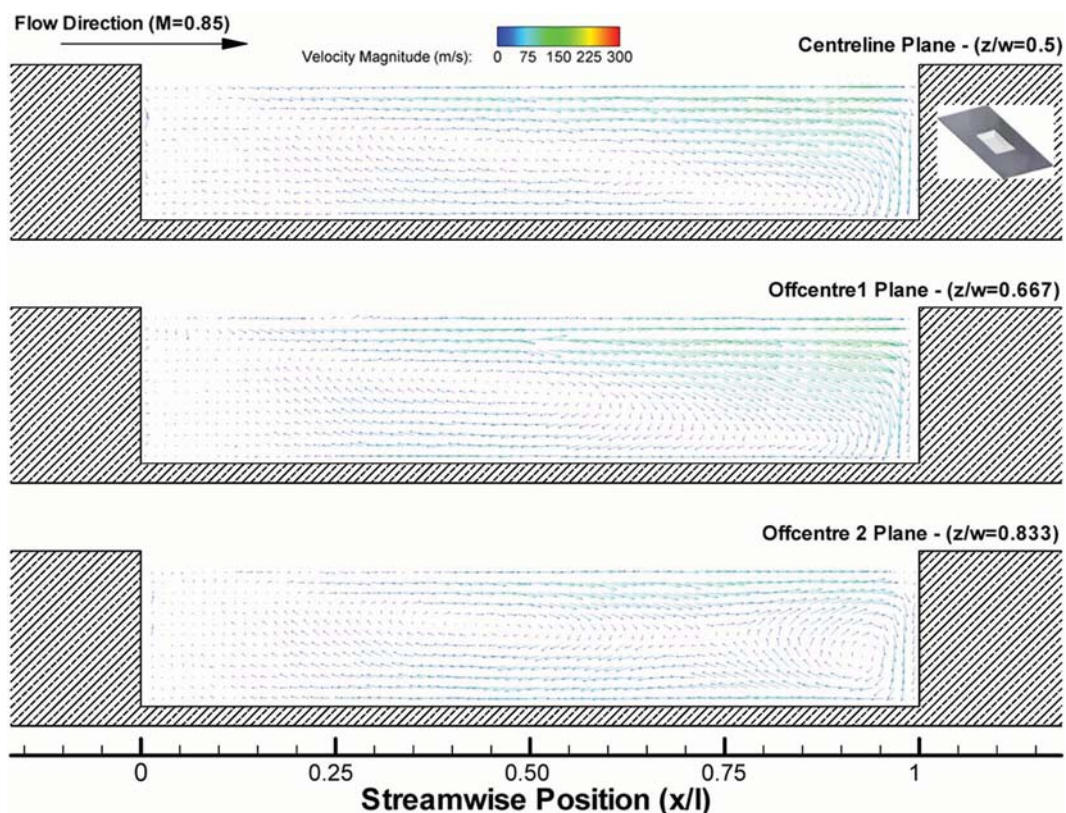 Flow Direction (M=0.85)
Velocity Magnitude (m/s): 0 75 150 225 300
Centreline Plane - (z/w=0.5)
Offcentre1 Plane - (z/w=0.667)
Offcentre 2 Plane - (z/w=0.833)
0 0.25 0.50 0.75 1
Streamwise Position (x/l)